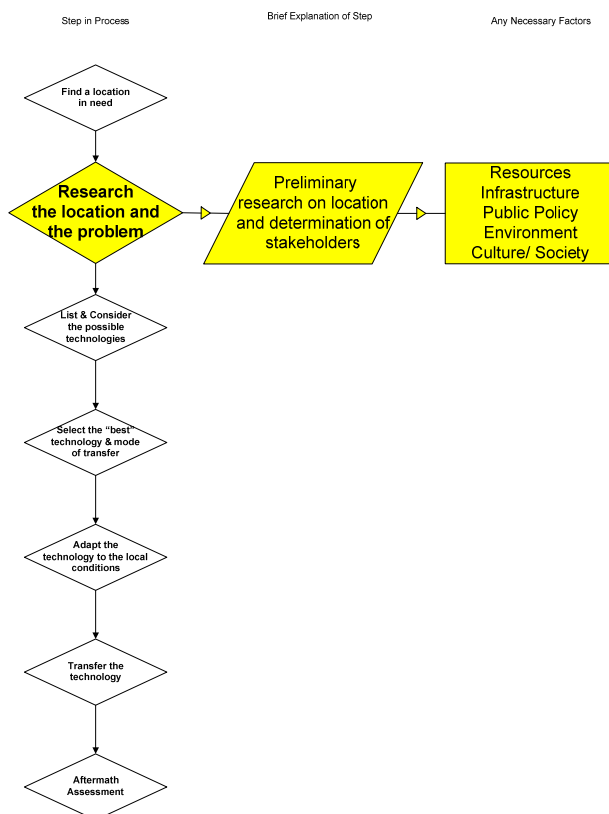 Step in Process
Brief Explanation of Step
Any Necessary Factors
Find a location
in need
Research
the location and
the problem
Preliminary
research on location
and determination of
stakeholders
Resources
Infrastructure
Public Policy
Environment
Culture/ Society
List & Consider
the possible
technologies
Select the “best”
technology & mode
of transfer
Adapt the
technology to the local
conditions
Transfer the
technology
Aftermath
Assessment